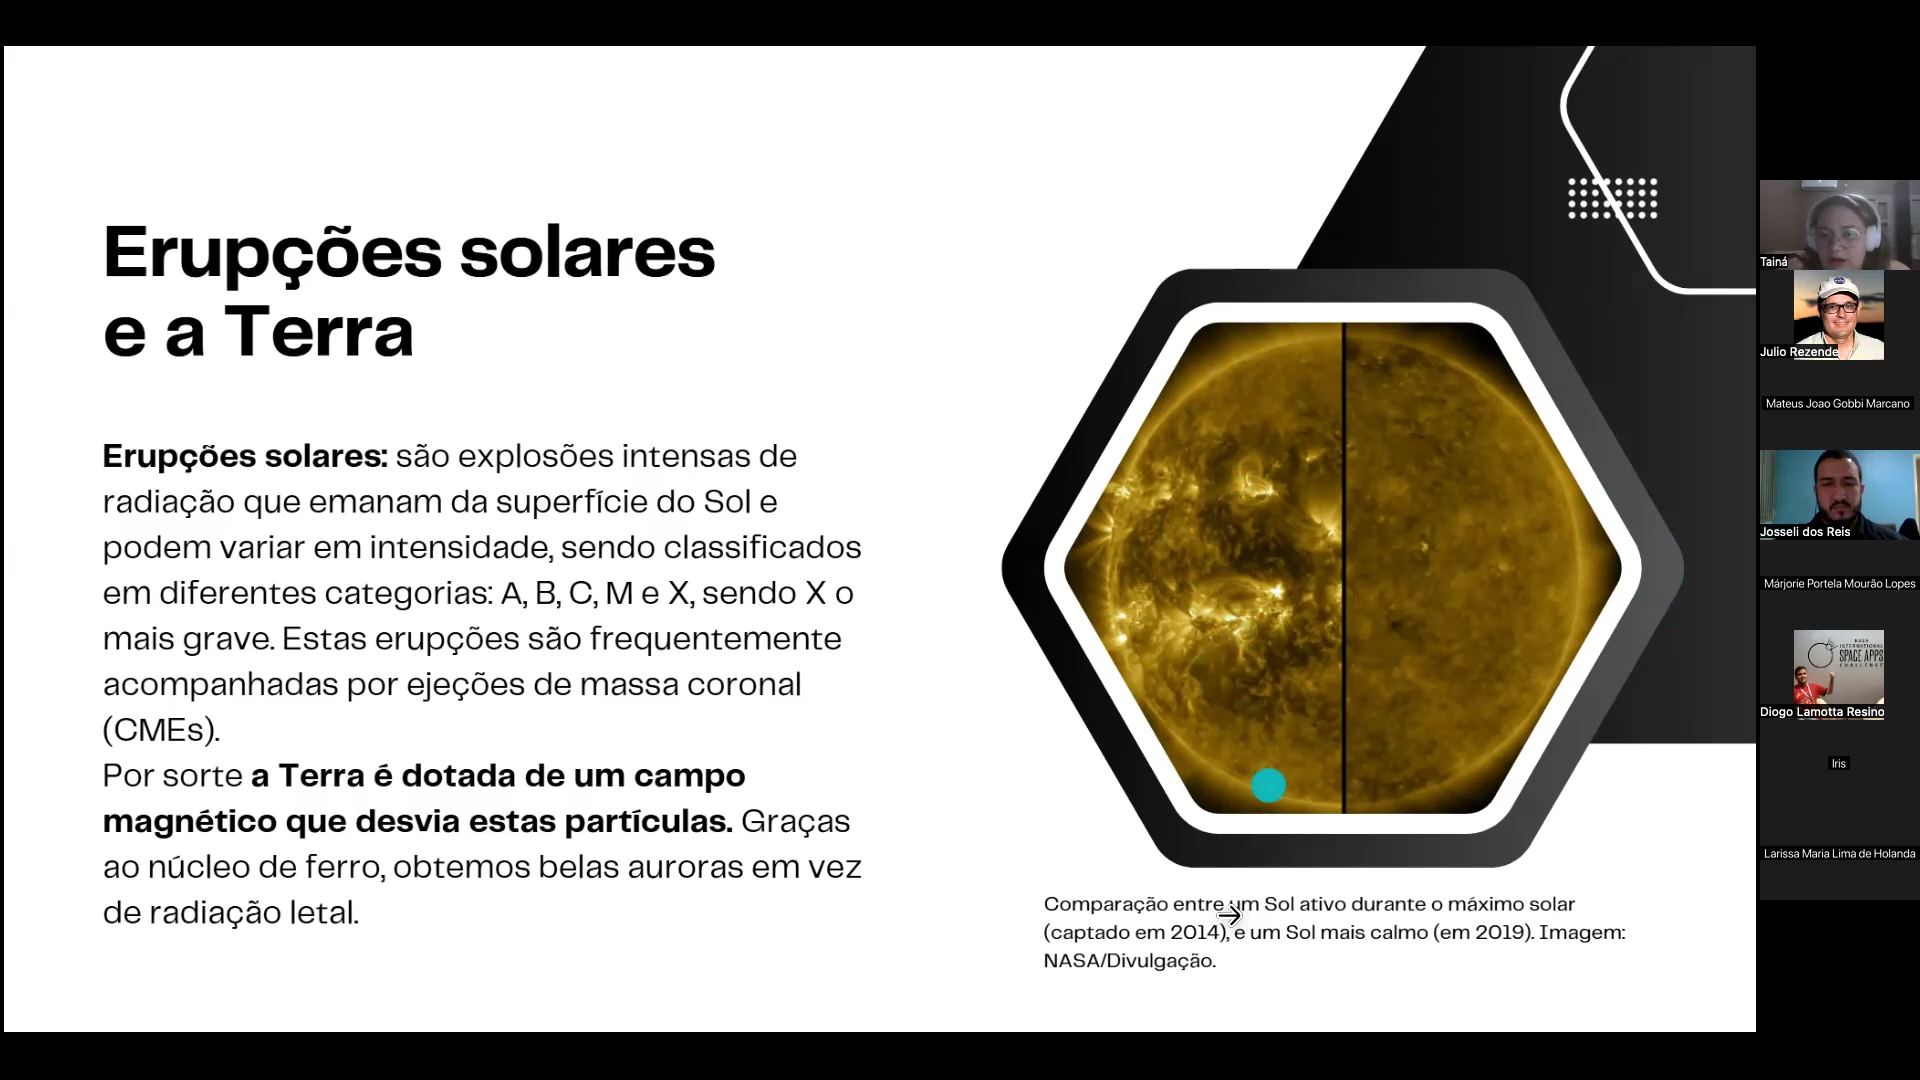 Erupções solares
e a Terra
Erupções solares: são explosões intensas de
radiação que emanam da superfície do Sol e
podem variar em intensidade, sendo classificados
em diferentes categorias: A, B, C, M e X, sendo X o
mais grave. Estas erupções são frequentemente
acompanhadas por ejeções de massa coronal
(CMEs).
Por sorte a Terra é dotada de um campo
magnético que desvia estas partículas. Graças
ao núcleo de ferro, obtemos belas auroras em vez
de radiação letal.
Comparação entre um Sol ativo durante o máximo solar
(captado em 2014), e um Sol mais calmo (em 2019). Imagem:
NASA/Divulgação.
Tainá
Julio Rezende
Mateus Joao Gobbi Marcano
Josseli dos Reis
Márjorie Portela Mourão Lopes
NASA
INTERNATIONAL
SPACE APPS
CHALLENGE
Diogo Lamotta Resino
Iris
Larissa Maria Lima de Holanda